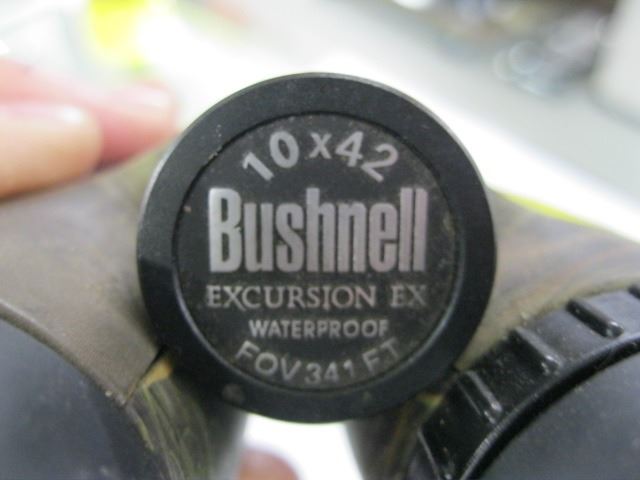 10x42
Bushnell
EXCURSION EX
WATERPROOF
FOV 341 FT